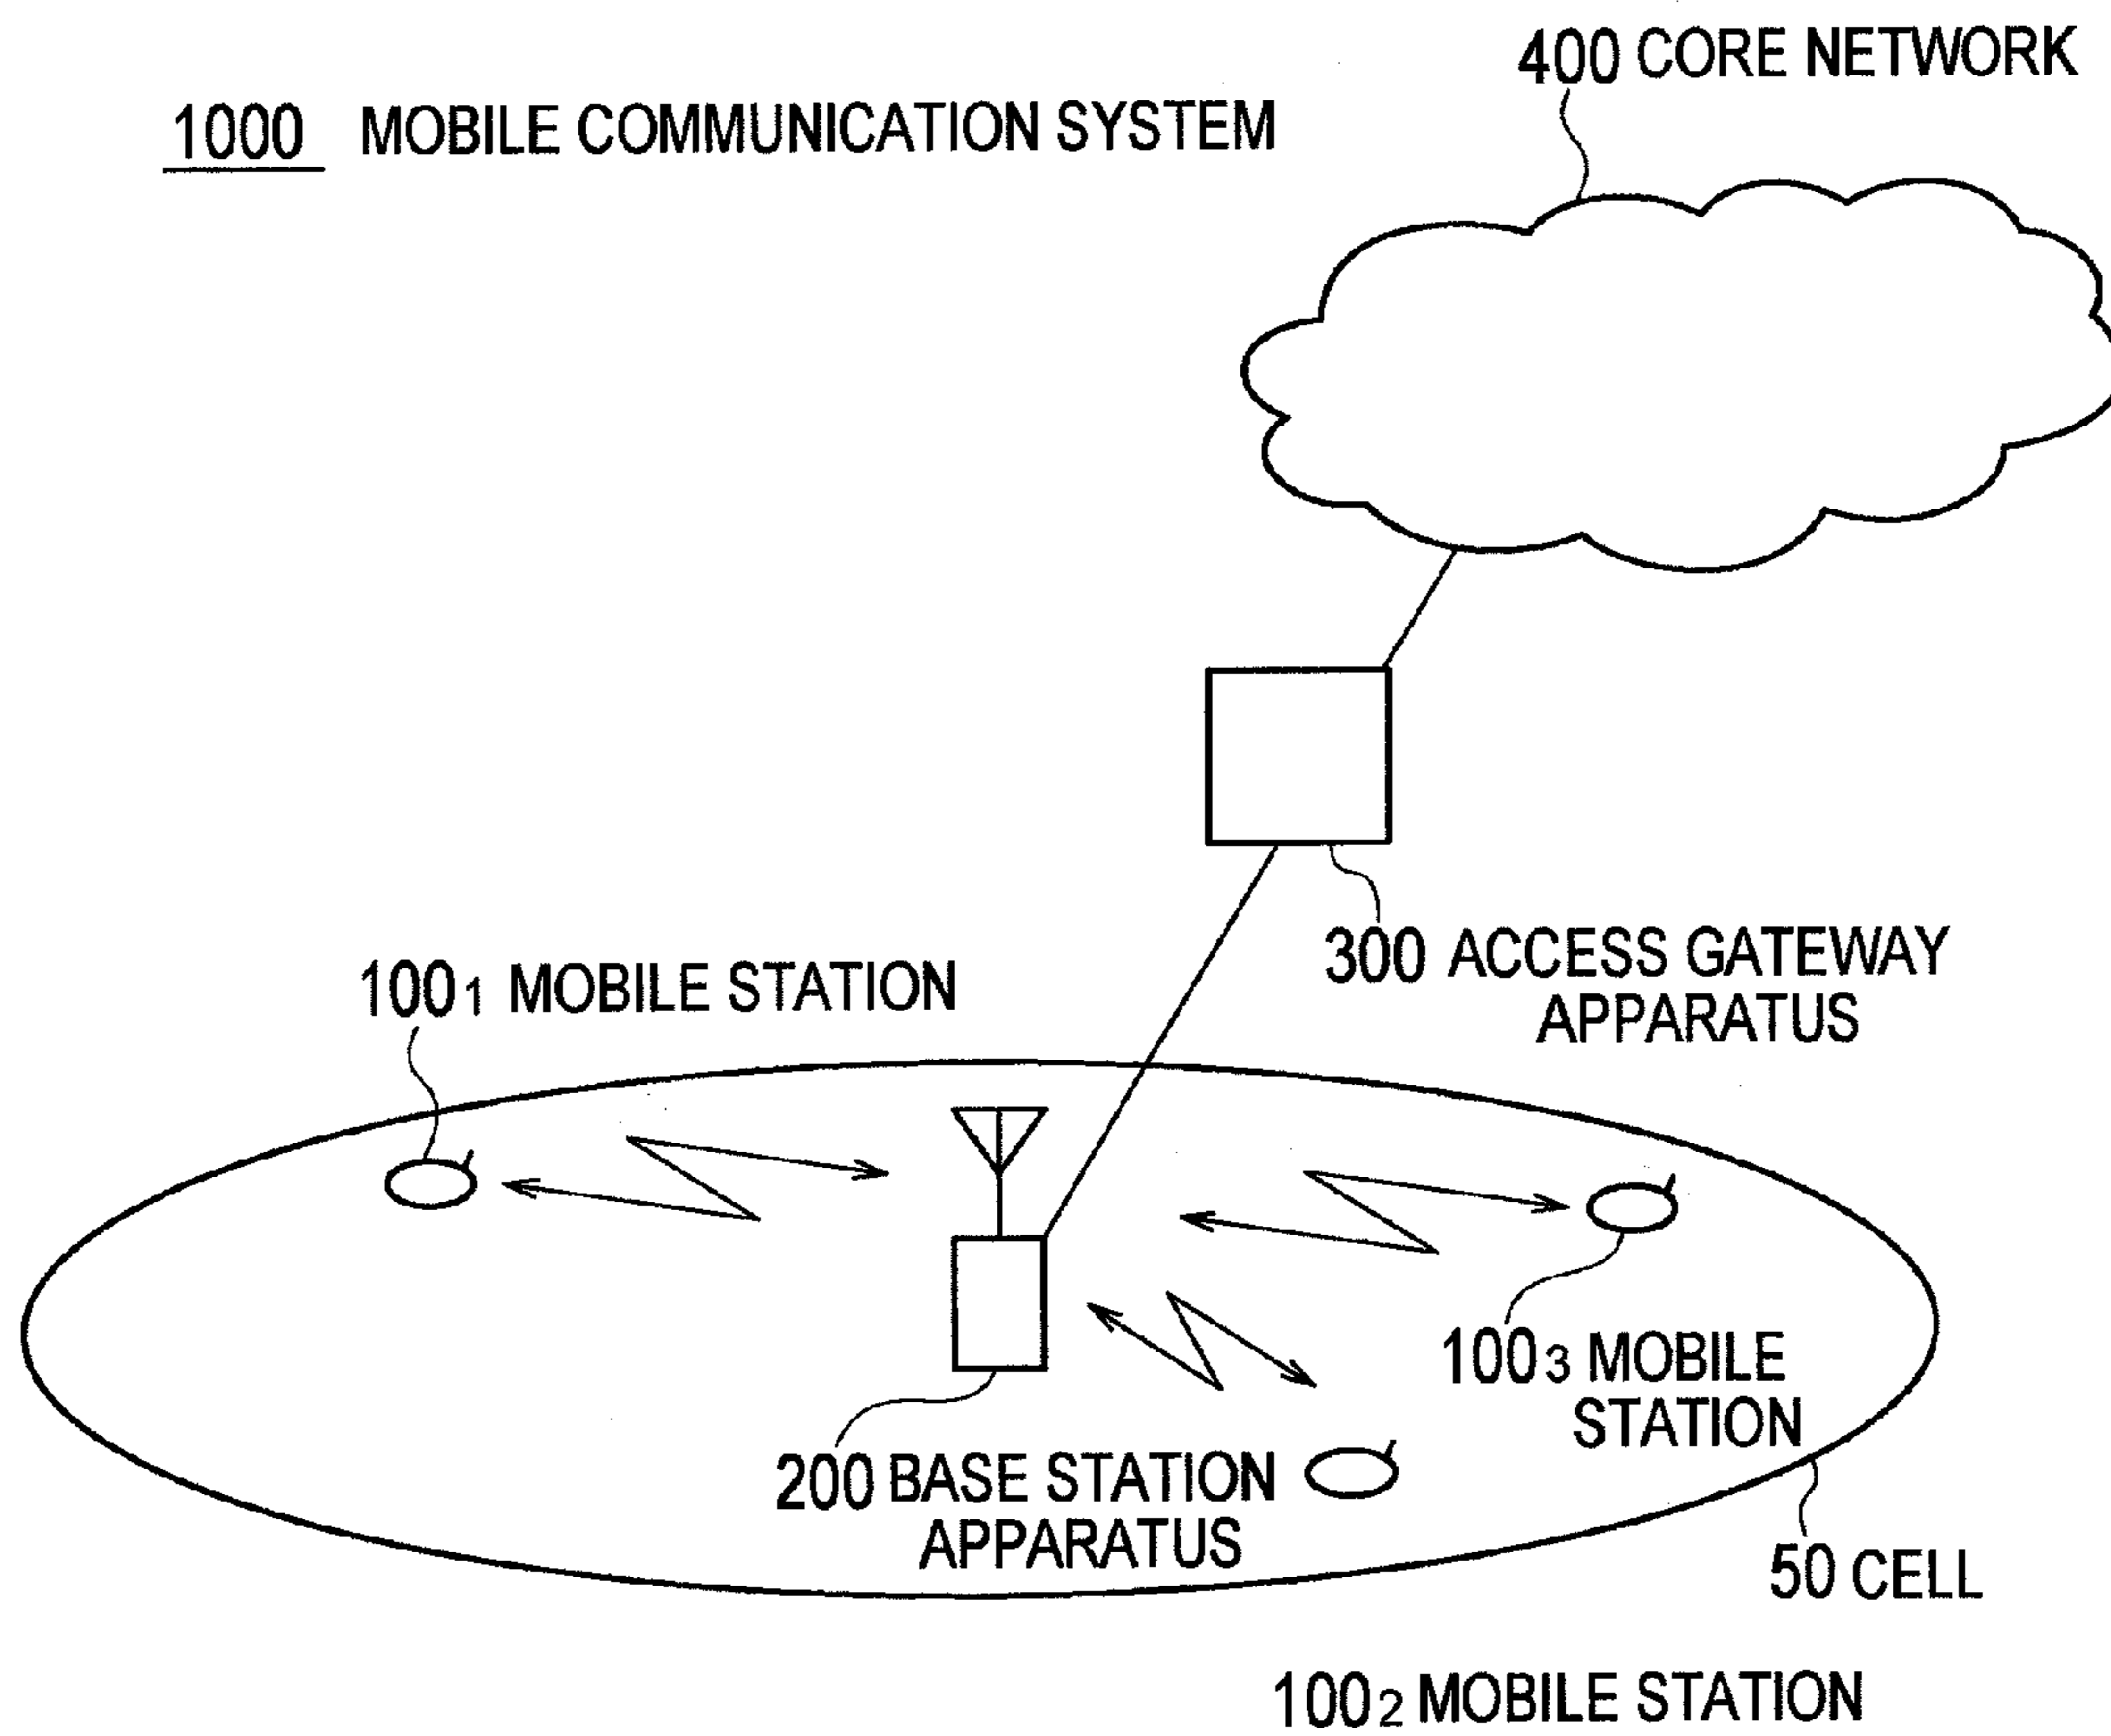 400 CORE NETWORK
1000 MOBILE COMMUNICATION SYSTEM
300 ACCESS GATEWAY
APPARATUS
100₁ MOBILE STATION
100₃ MOBILE
STATION
200 BASE STATION
APPARATUS
50 CELL
100₂ MOBILE STATION